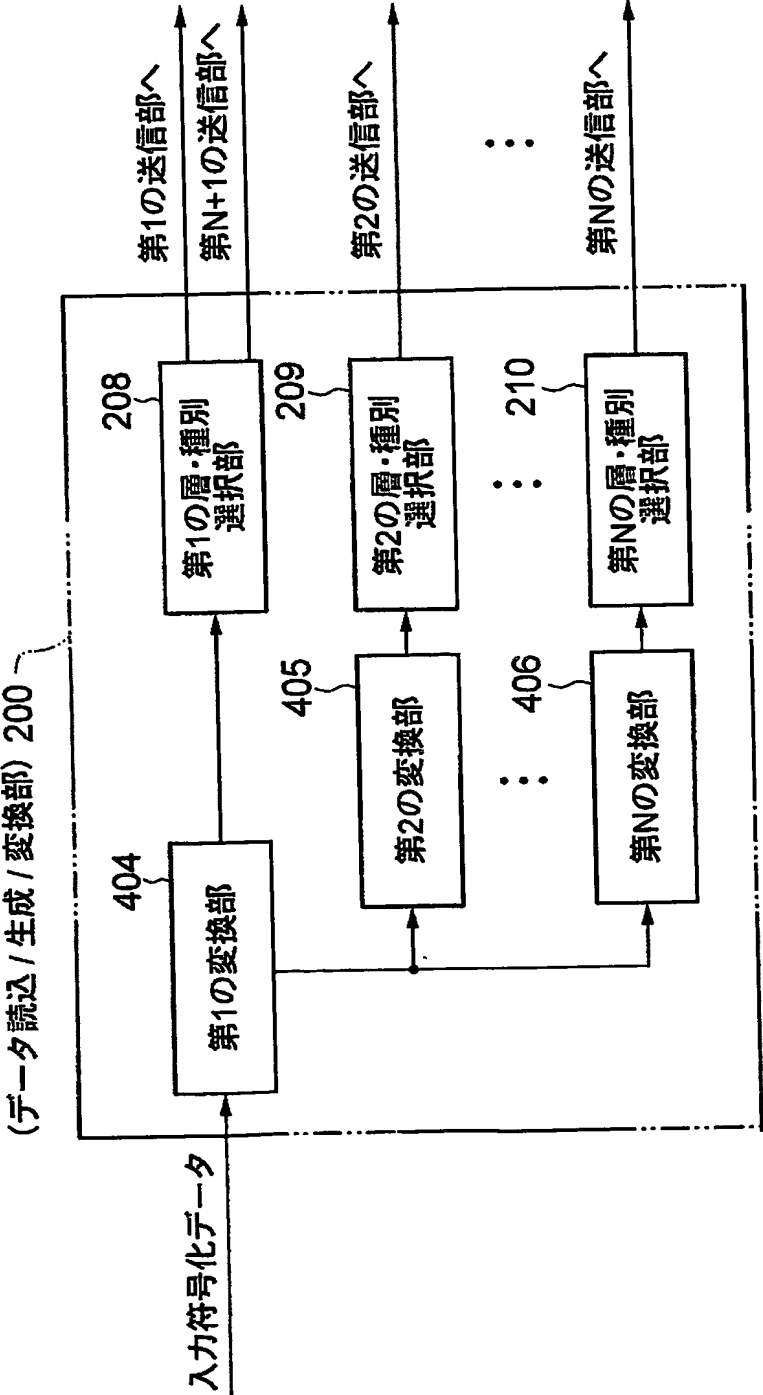 (データ読込 / 生成 / 変換部) 200
入力符号化データ
404
第1の変換部
208
第1の層・種別
選択部
第1の送信部へ
第N+1の送信部へ
405
第2の変換部
209
第2の層・種別
選択部
第2の送信部へ
406
第Nの変換部
210
第Nの層・種別
選択部
第Nの送信部へ